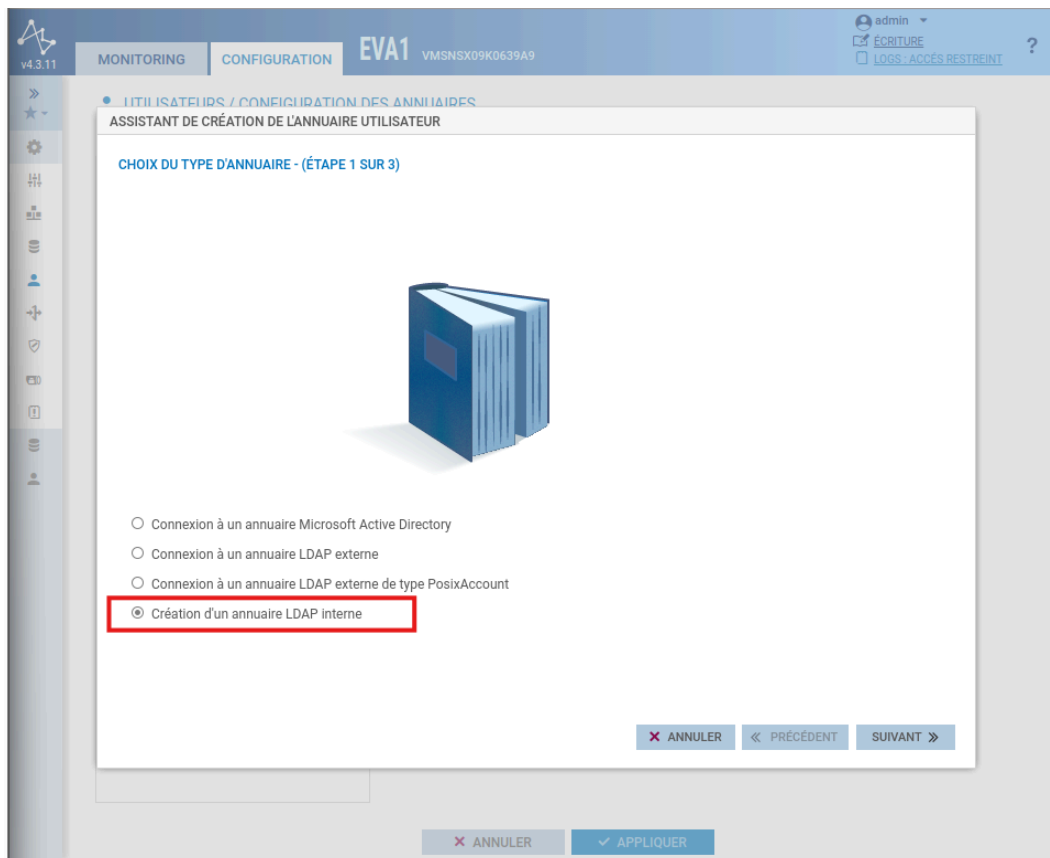 admin
v4.3.11
MONITORING
CONFIGURATION
EVA1
VMSNSX09K0639A9
ÉCRITURE
LOGS : ACCÉS RESTREINT
?
UTILISATEURS / CONFIGURATION DES ANNUAIRES
ASSISTANT DE CRÉATION DE L'ANNUAIRE UTILISATEUR
CHOIX DU TYPE D'ANNUAIRE - (ÉTAPE 1 SUR 3)
Connexion à un annuaire Microsoft Active Directory
Connexion à un annuaire LDAP externe
Connexion à un annuaire LDAP externe de type PosixAccount
Création d'un annuaire LDAP interne
ANNULER
PRÉCÉDENT
SUIVANT
ANNULER
APPLIQUER